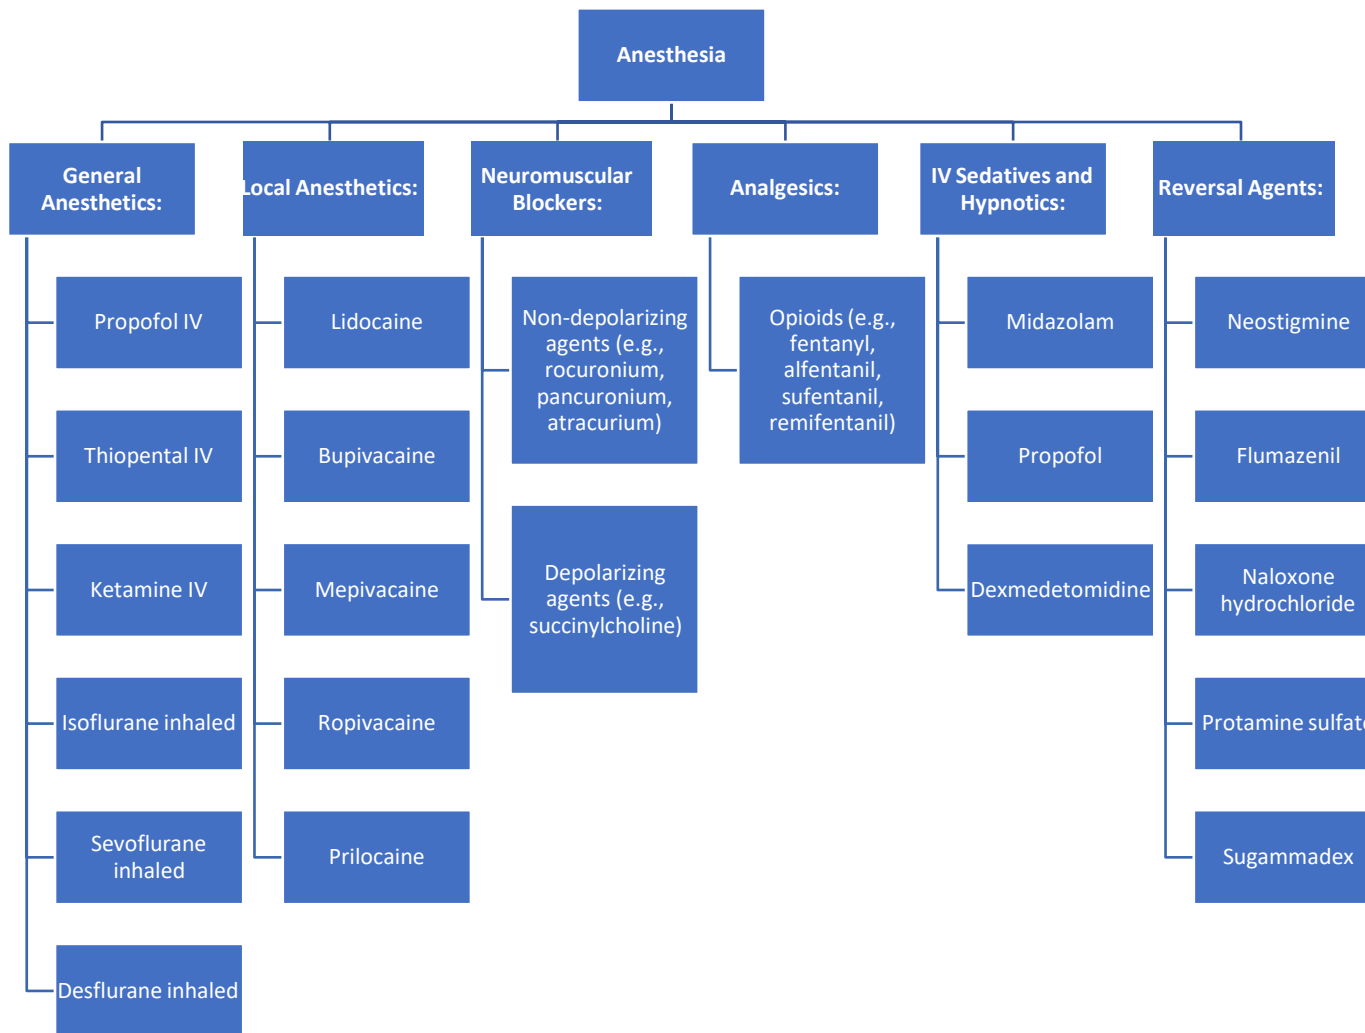 Anesthesia
General
Anesthetics:
Propofol IV
Thiopental IV
Ketamine IV
Isoflurane inhaled
Sevoflurane
inhaled
Desflurane inhaled
Local Anesthetics:
Lidocaine
Bupivacaine
Mepivacaine
Ropivacaine
Prilocaine
Neuromuscular
Blockers:
Non-depolarizing
agents (e.g.,
rocuronium,
pancuronium,
atracurium)
Depolarizing
agents (e.g.,
succinylcholine)
Analgesics:
Opioids (e.g.,
fentanyl,
alfentanil,
sufentanil,
remifentanil)
IV Sedatives and
Hypnotics:
Midazolam
Propofol
Dexmedetomidine
Reversal Agents:
Neostigmine
Flumazenil
Naloxone
hydrochloride
Protamine sulfate
Sugammadex